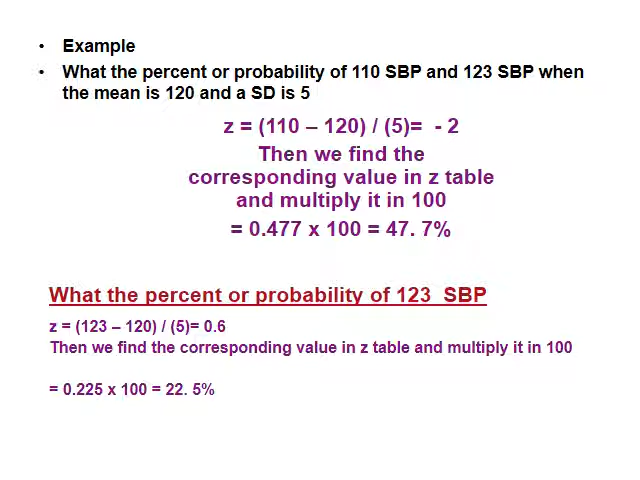 • Example
• What the percent or probability of 110 SBP and 123 SBP when
the mean is 120 and a SD is 5
z = (110 – 120) / (5)=  - 2
Then we find the
corresponding value in z table
and multiply it in 100
= 0.477 x 100 = 47. 7%
What the percent or probability of 123  SBP
z = (123 – 120) / (5)= 0.6
Then we find the corresponding value in z table and multiply it in 100
= 0.225 x 100 = 22. 5%